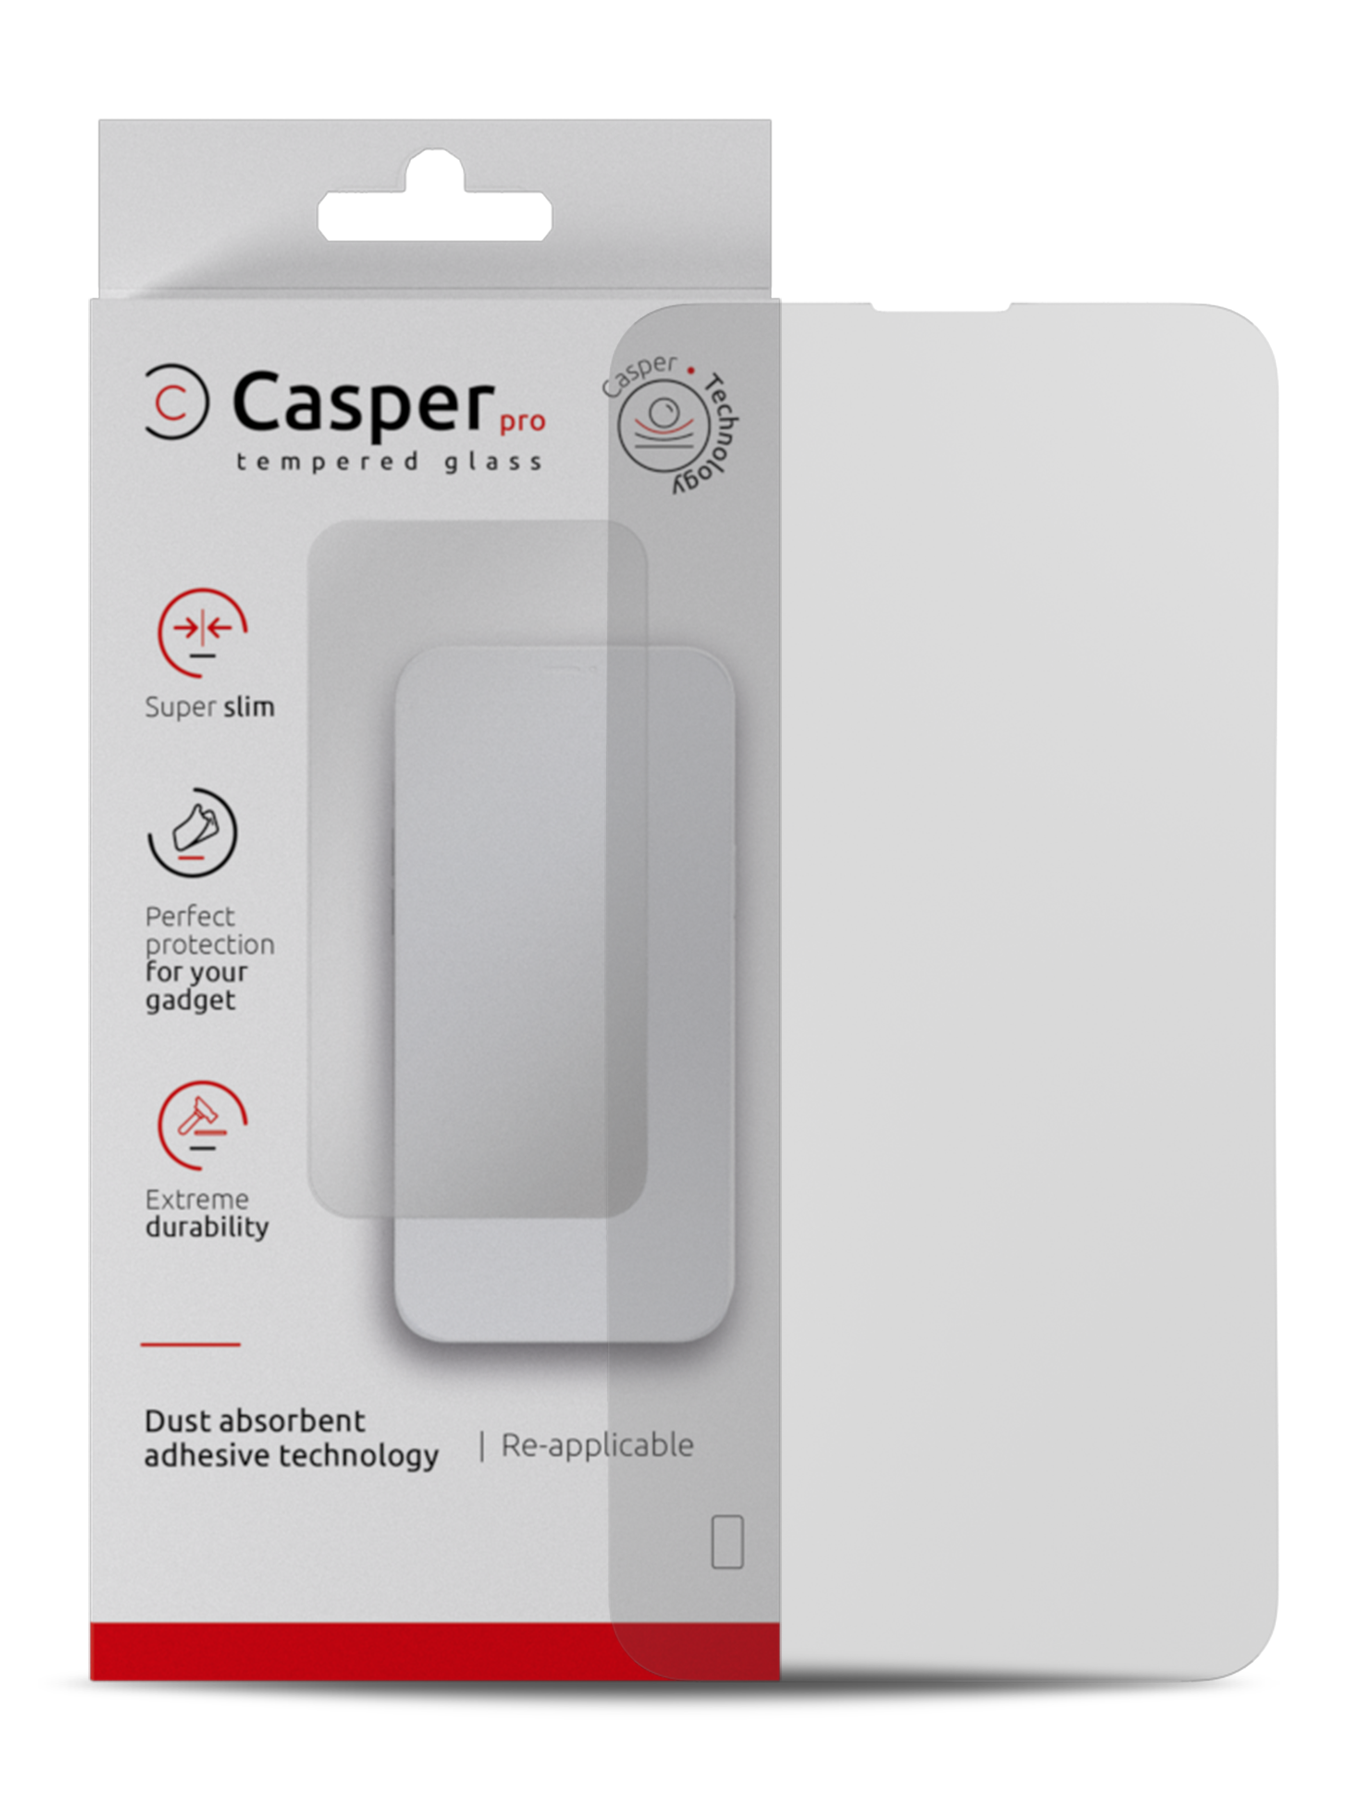 C Casper pro
tempered glass
Casper • Technology
Super slim
Perfect
protection
for your
gadget
Extreme
durability
Dust absorbent
adhesive technology
| Re-applicable